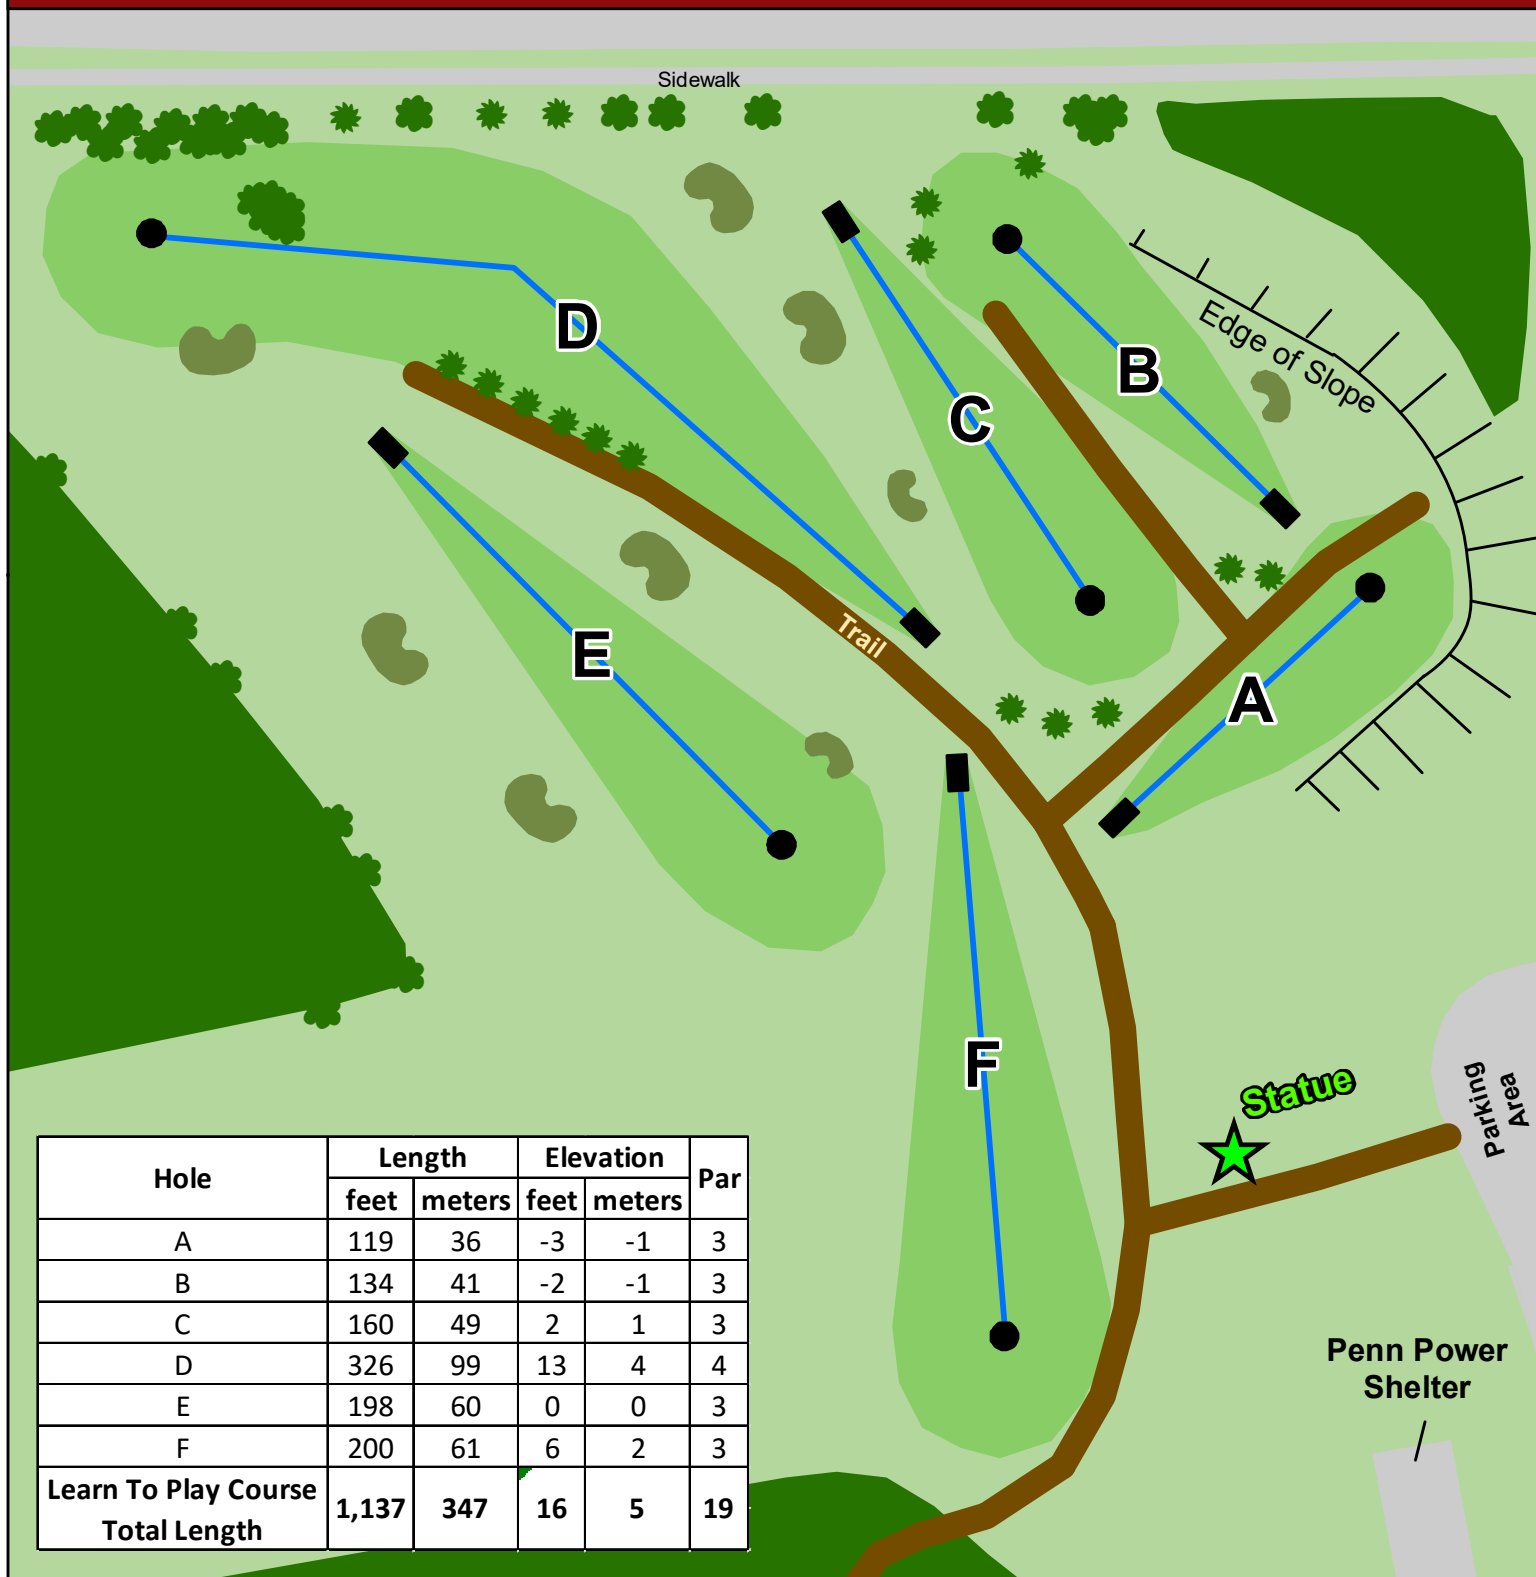 Sidewalk
Edge of Slope
D
B
C
E
Trail
A
F
Statue
Parking
Area
Penn Power
Shelter
Hole Length Elevation Par
feet meters feet meters
A 119 36 -3 -1 3
B 134 41 -2 -1 3
C 160 49 2 1 3
D 326 99 13 4 4
E 198 60 0 0 3
F 200 61 6 2 3
Learn To Play Course
Total Length 1,137 347 16 5 19